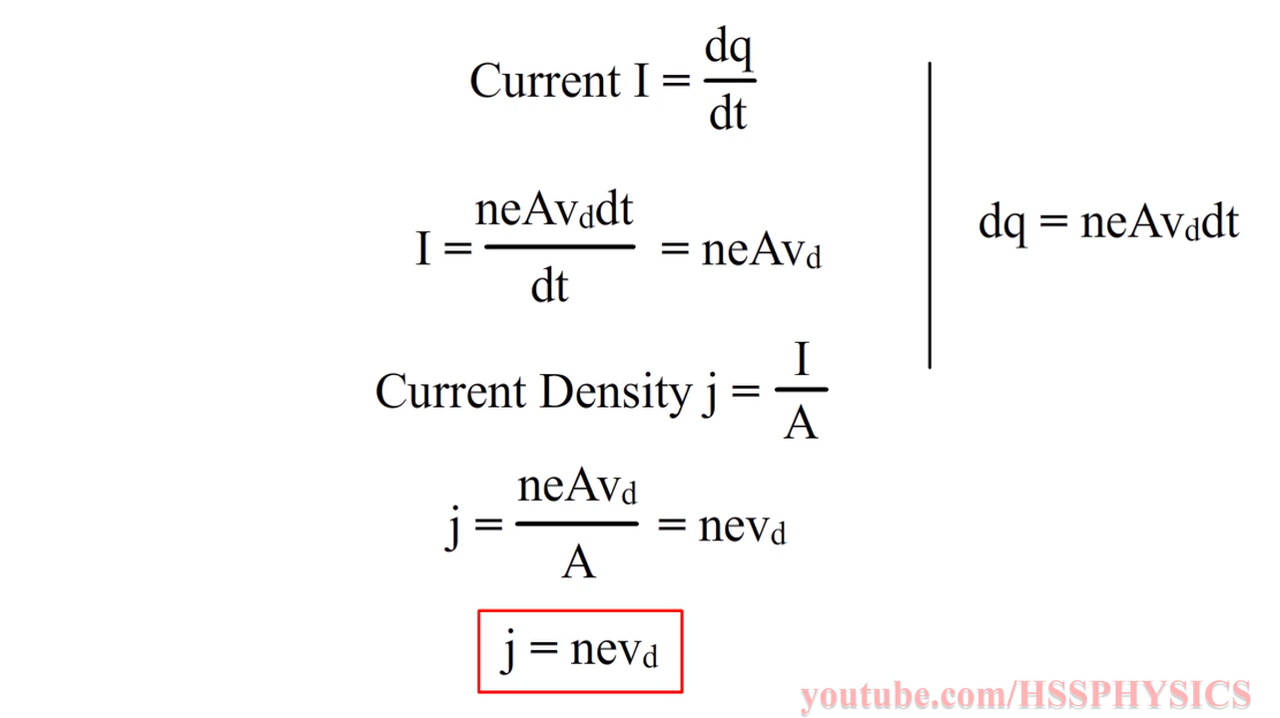 Current I = dq/dt
I = neAv_d dt/dt = neAv_d
dq = neAv_d dt
Current Density j = I/A
j = neAv_d/A = nev_d
j = nev_d
youtube.com/HSSPHYSICS